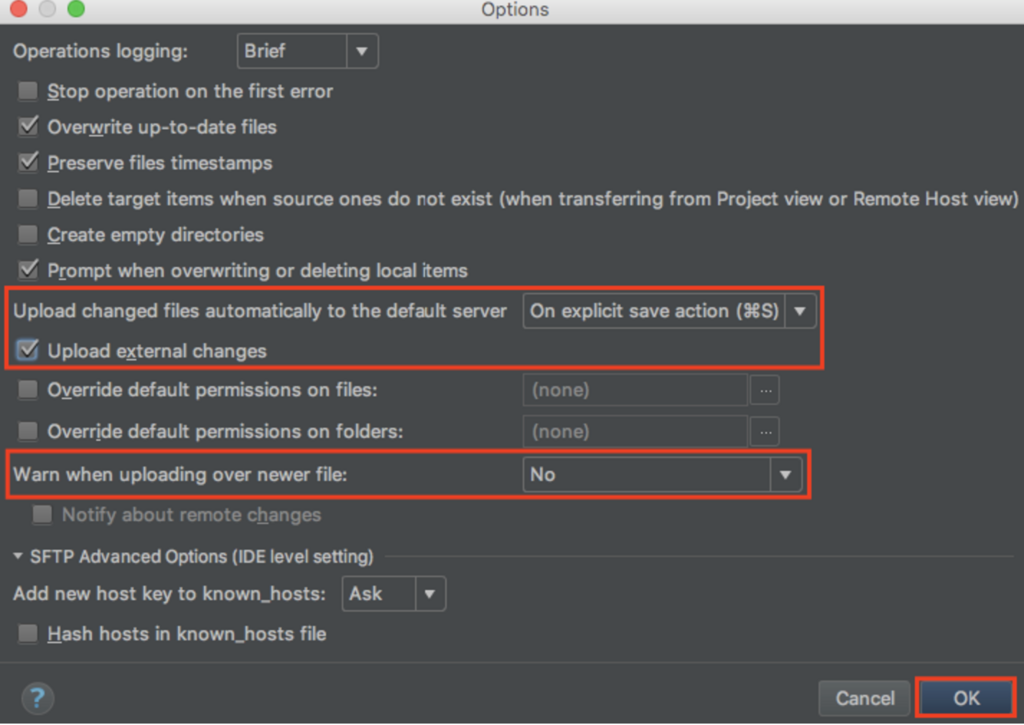 Options
Operations logging: Brief
Stop operation on the first error
Overwrite up-to-date files
Preserve files timestamps
Delete target items when source ones do not exist (when transferring from Project view or Remote Host view)
Create empty directories
Prompt when overwriting or deleting local items
Upload changed files automatically to the default server On explicit save action (⌘S)
Upload external changes
Override default permissions on files: (none) ...
Override default permissions on folders: (none) ...
Warn when uploading over newer file: No
Notify about remote changes
SFTP Advanced Options (IDE level setting)
Add new host key to known_hosts: Ask
Hash hosts in known_hosts file
? Cancel OK